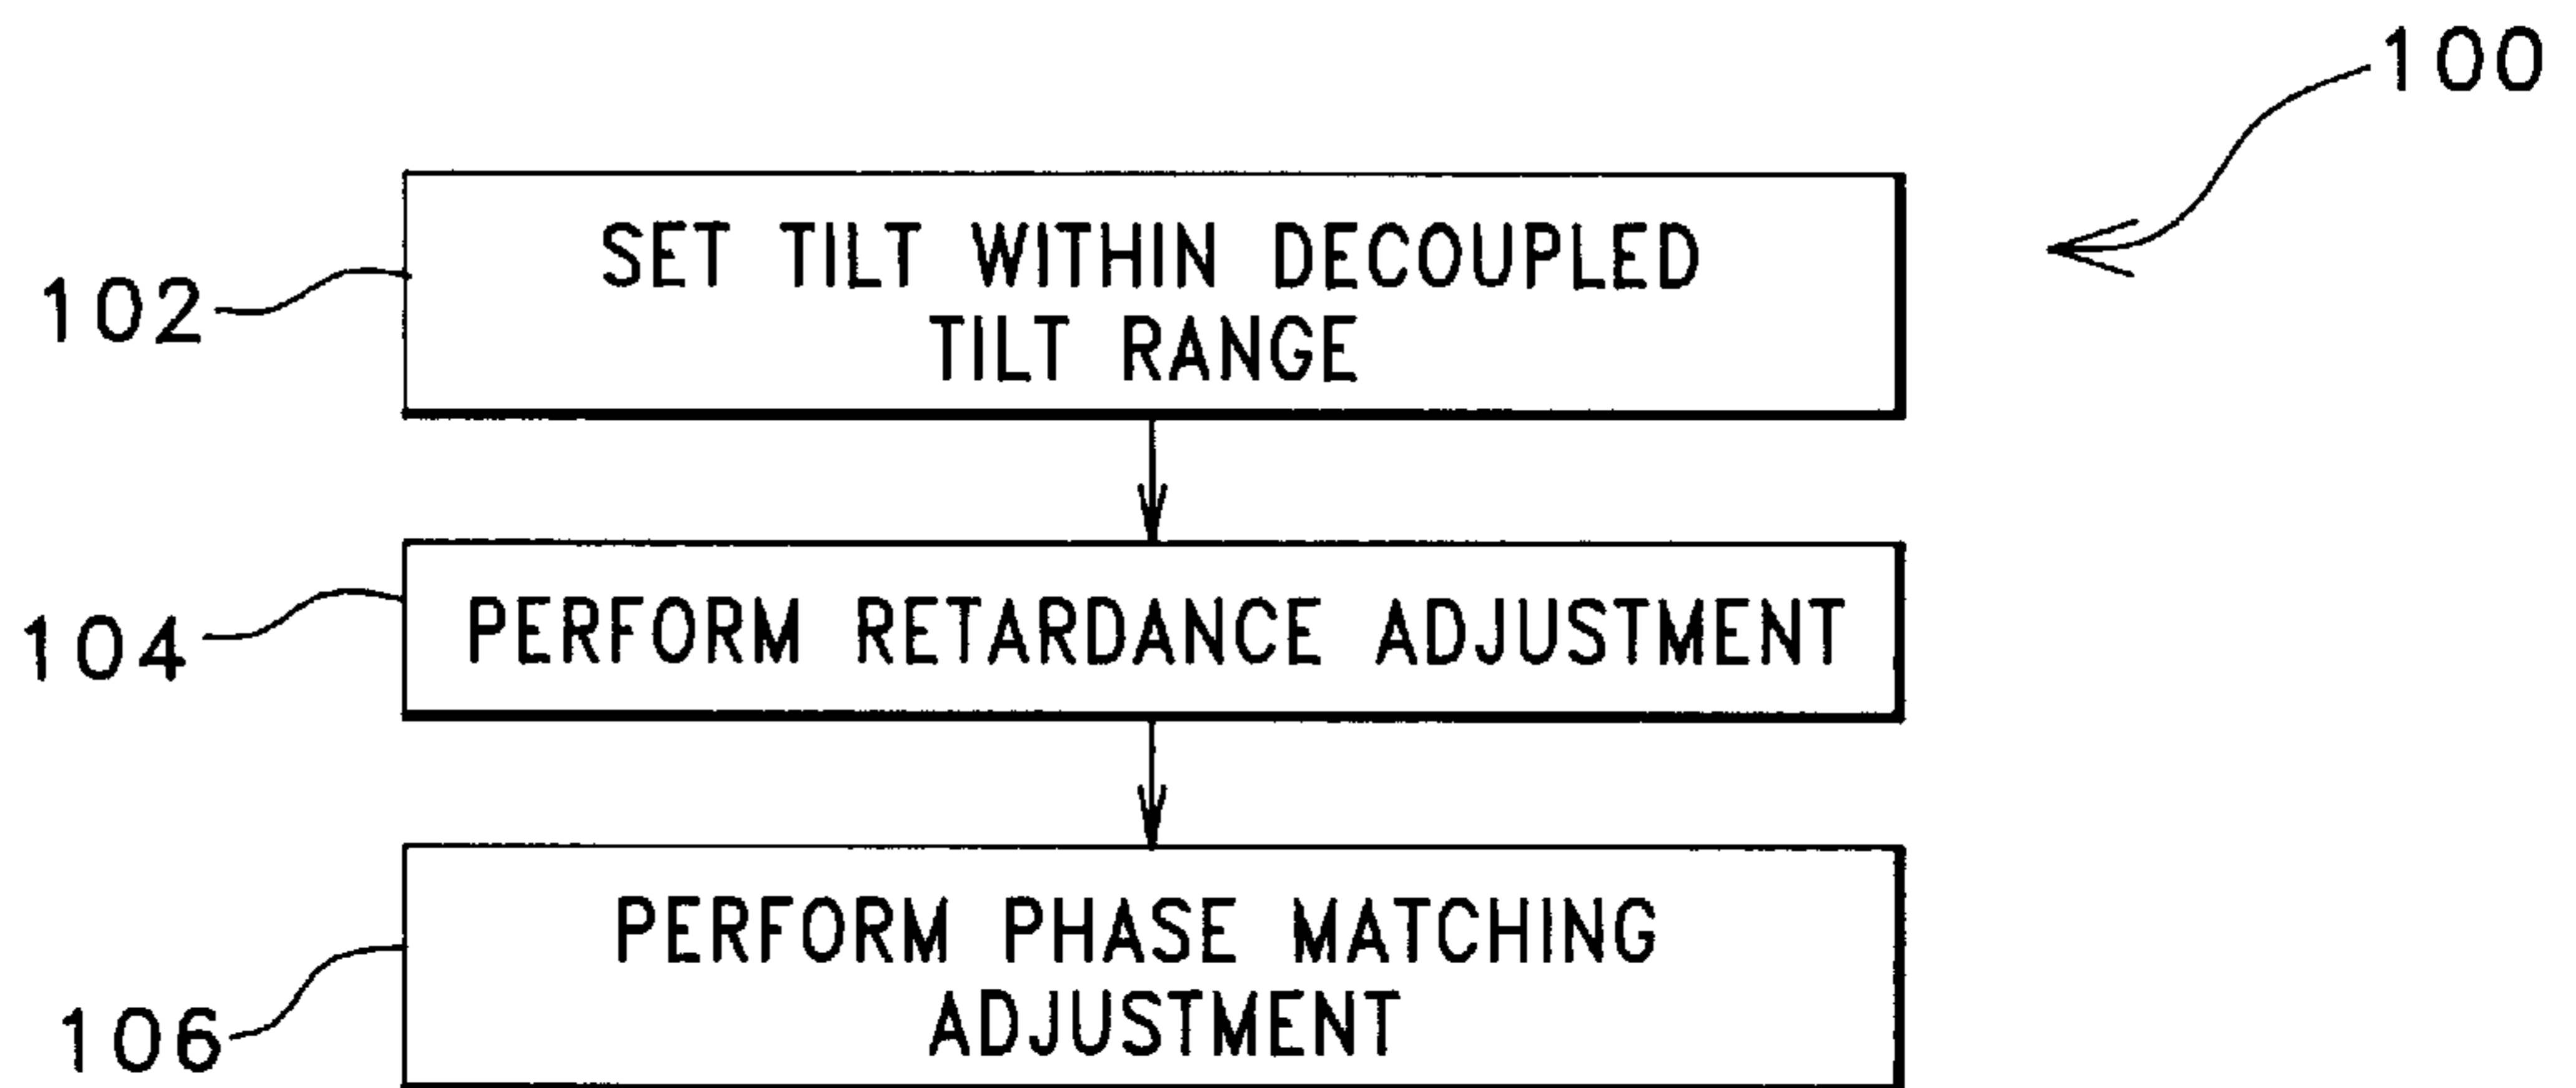 100
SET TILT WITHIN DECOUPLED
TILT RANGE
102
PERFORM RETARDANCE ADJUSTMENT
104
PERFORM PHASE MATCHING
ADJUSTMENT
106